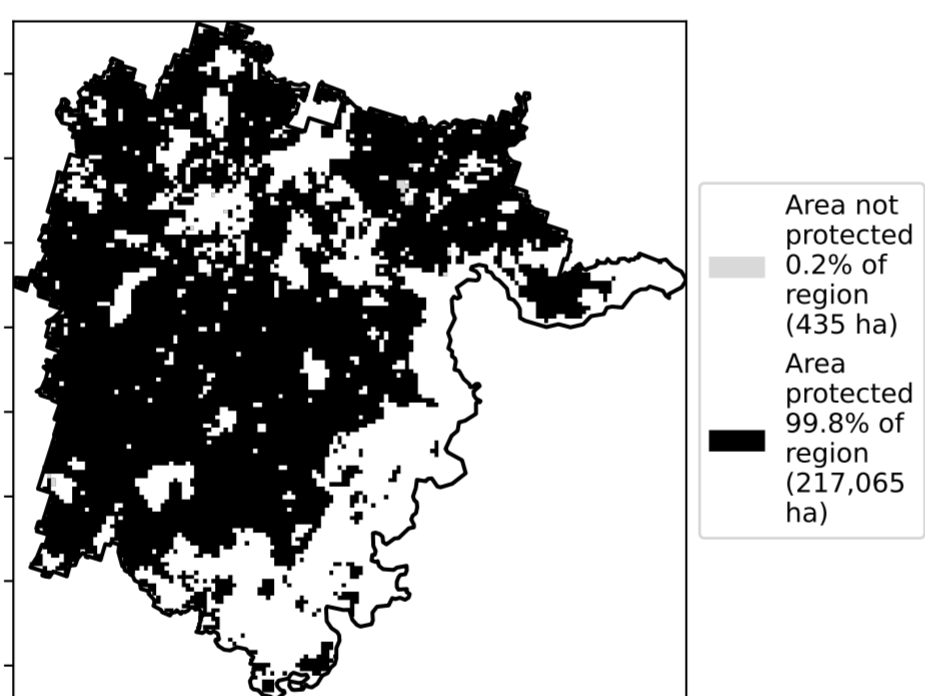 Area not
protected
0.2% of
region
(435 ha)
Area
protected
99.8% of
region
(217,065
ha)